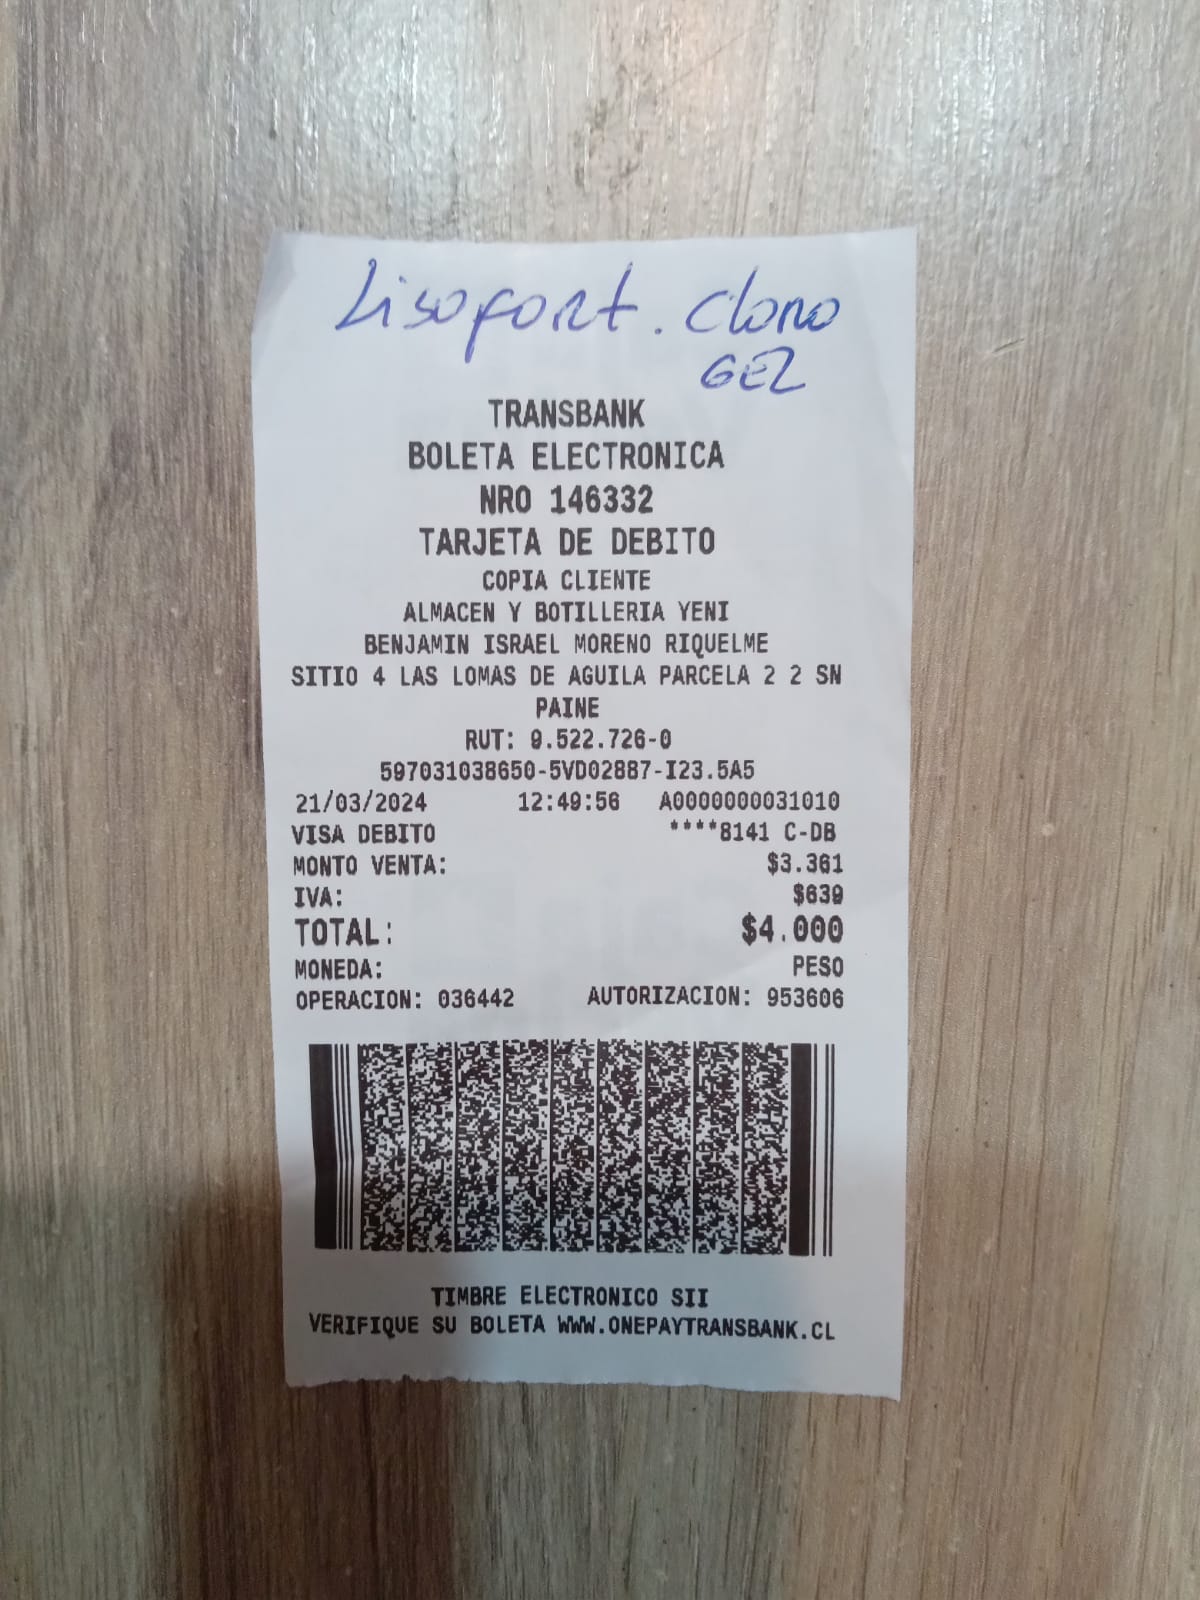 Lisofort. Cloro
GEL
TRANSBANK
BOLETA ELECTRONICA
NRO 146332
TARJETA DE DEBITO
COPIA CLIENTE
ALMACEN Y BOTILLERIA YENI
BENJAMIN ISRAEL MORENO RIQUELME
SITIO 4 LAS LOMAS DE AGUILA PARCELA 2 2 SN
PAINE
RUT: 9.522.726-0
597031038650-5VD02887-I23.5A5
21/03/2024 12:49:56 A0000000031010
VISA DEBITO ****8141 C-DB
MONTO VENTA: $3.361
IVA: $639
TOTAL: $4.000
MONEDA: PESO
OPERACION: 036442 AUTORIZACION: 953606
TIMBRE ELECTRONICO SII
VERIFIQUE SU BOLETA WWW.ONEPAYTRANSBANK.CL